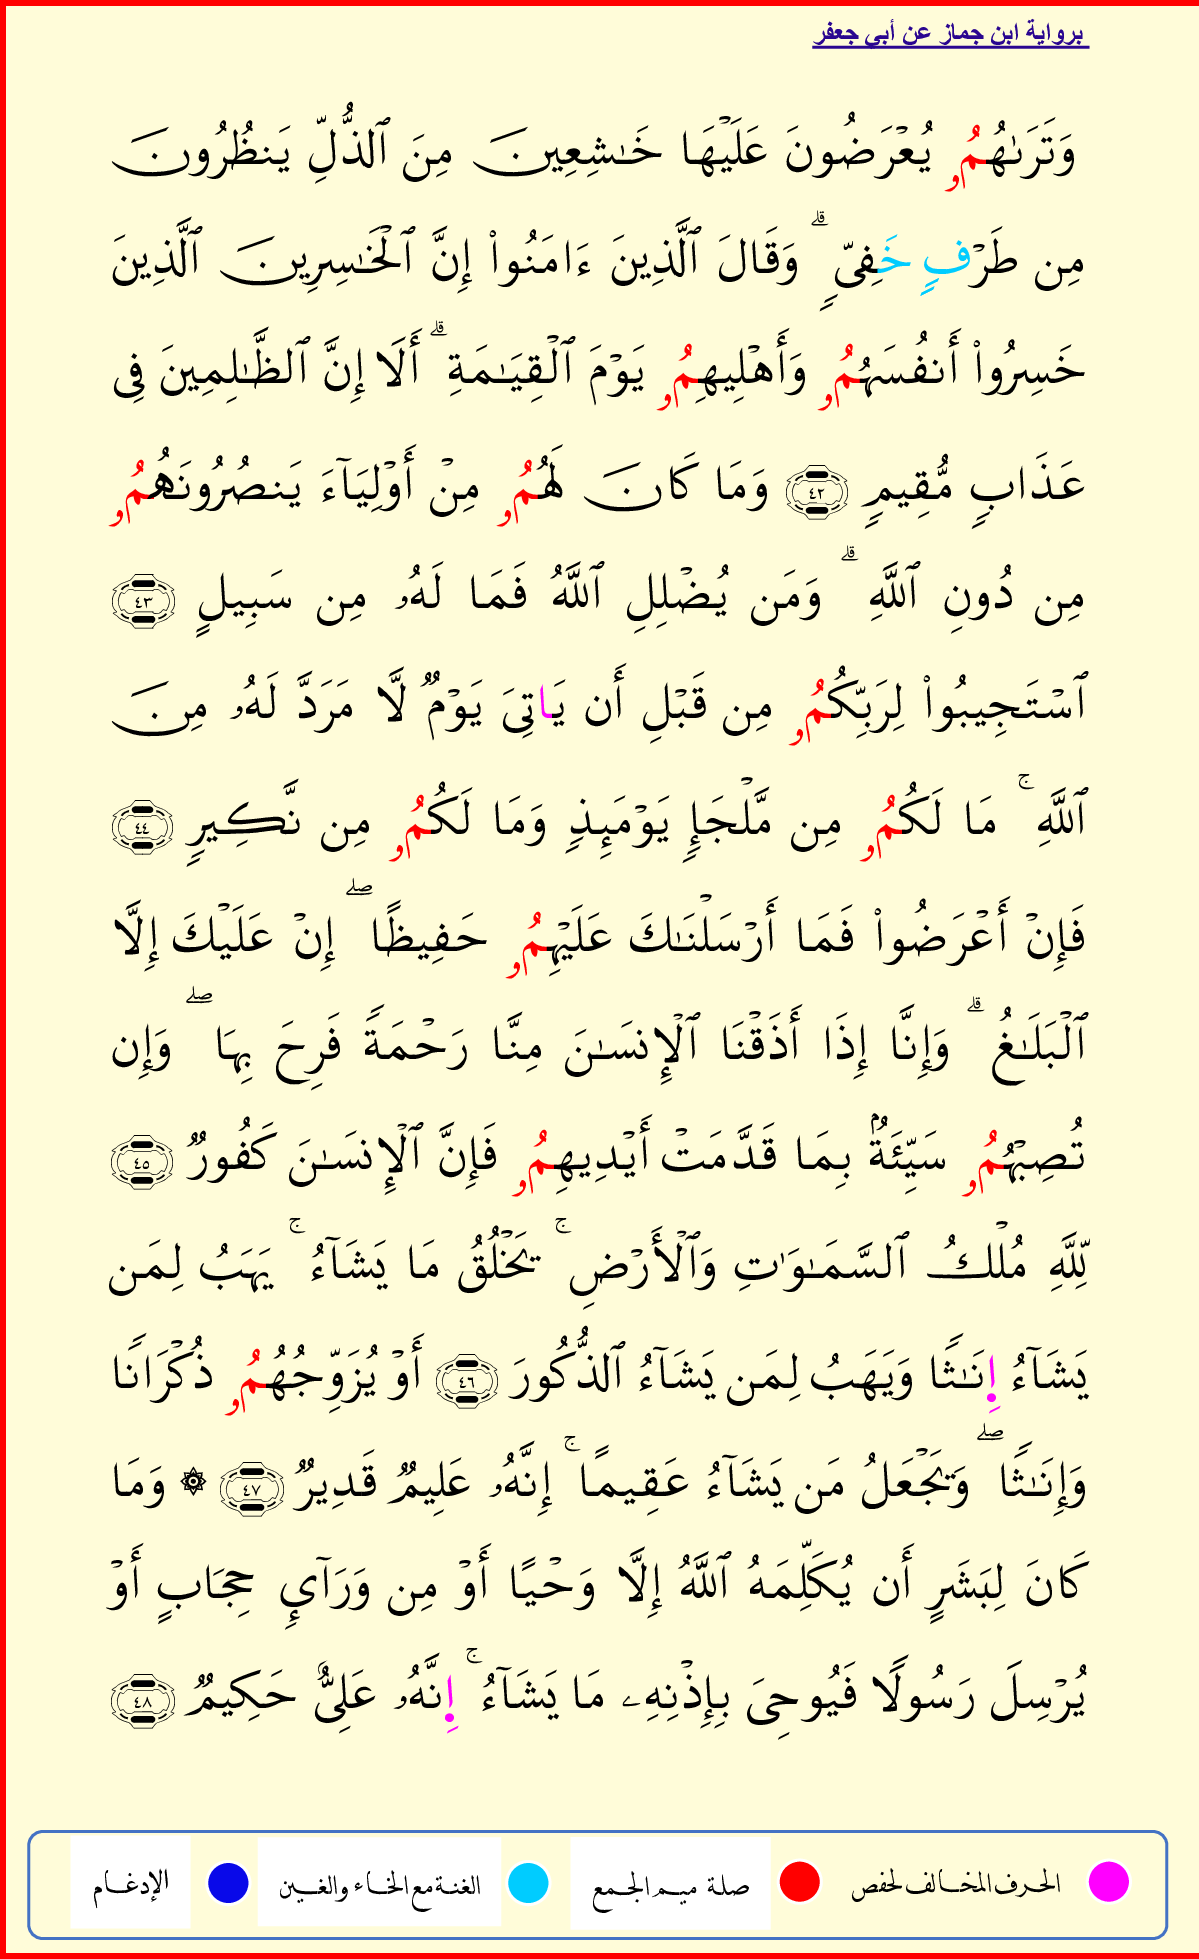 برواية ابن جماز عن أبي جعفر
وَتَرَىٰهُمُۥ يُعۡرَضُونَ عَلَيۡهَا خَٰشِعِينَ مِنَ ٱلذُّلِّ يَنظُرُونَ
مِن طَرۡفٍ خَفِيّٖ ۗ وَقَالَ ٱلَّذِينَ ءَامَنُواْ إِنَّ ٱلۡخَٰسِرِينَ ٱلَّذِينَ
خَسِرُواْ أَنفُسَهُمُۥ وَأَهۡلِيهِمُۥ يَوۡمَ ٱلۡقِيَٰمَةِ ۗ أَلَا إِنَّ ٱلظَّٰلِمِينَ فِي
عَذَابٖ مُّقِيمٖ ٤٢ وَمَا كَانَ لَهُمُۥ مِنۡ أَوۡلِيَآءَ يَنصُرُونَهُمُۥ
مِن دُونِ ٱللَّهِ ۗ وَمَن يُضۡلِلِ ٱللَّهُ فَمَا لَهُۥ مِن سَبِيلٍ ٤٣
ٱسۡتَجِيبُواْ لِرَبِّكُمُۥ مِن قَبۡلِ أَن يَاتِيَ يَوۡمٞ لَّا مَرَدَّ لَهُۥ مِنَ
ٱللَّهِ ۚ مَا لَكُمُۥ مِن مَّلۡجَإٖ يَوۡمَئِذٖ وَمَا لَكُمُۥ مِن نَّكِيرٖ ٤٤
فَإِنۡ أَعۡرَضُواْ فَمَا أَرۡسَلۡنَٰكَ عَلَيۡهِمُۥ حَفِيظًا ۖ إِنۡ عَلَيۡكَ إِلَّا
ٱلۡبَلَٰغُ ۗ وَإِنَّا إِذَا أَذَقۡنَا ٱلۡإِنسَٰنَ مِنَّا رَحۡمَةٗ فَرِحَ بِهَا ۖ وَإِن
تُصِبۡهُمُۥ سَيِّئَةُۢ بِمَا قَدَّمَتۡ أَيۡدِيهِمُۥ فَإِنَّ ٱلۡإِنسَٰنَ كَفُورٞ ٤٥
لِّلَّهِ مُلۡكُ ٱلسَّمَٰوَٰتِ وَٱلۡأَرۡضِ ۚ يَخۡلُقُ مَا يَشَآءُ ۚ يَهَبُ لِمَن
يَشَآءُ إِنَٰثٗا وَيَهَبُ لِمَن يَشَآءُ ٱلذُّكُورَ ٤٦ أَوۡ يُزَوِّجُهُمُۥ ذُكۡرَانٗا
وَإِنَٰثٗا ۖ وَيَجۡعَلُ مَن يَشَآءُ عَقِيمًا ۚ إِنَّهُۥ عَلِيمٞ قَدِيرٞ ٤٧ ۞ وَمَا
كَانَ لِبَشَرٍ أَن يُكَلِّمَهُ ٱللَّهُ إِلَّا وَحۡيًا أَوۡ مِن وَرَآيِٕ حِجَابٍ أَوۡ
يُرۡسِلَ رَسُولٗا فَيُوحِيَ بِإِذۡنِهِۦ مَا يَشَآءُ ۚ إِنَّهُۥ عَلِيٌّ حَكِيمٞ ٤٨
الحرف المخالف لحفص صلة ميم الجمع الغنة مع الخاء والغين الإدغام